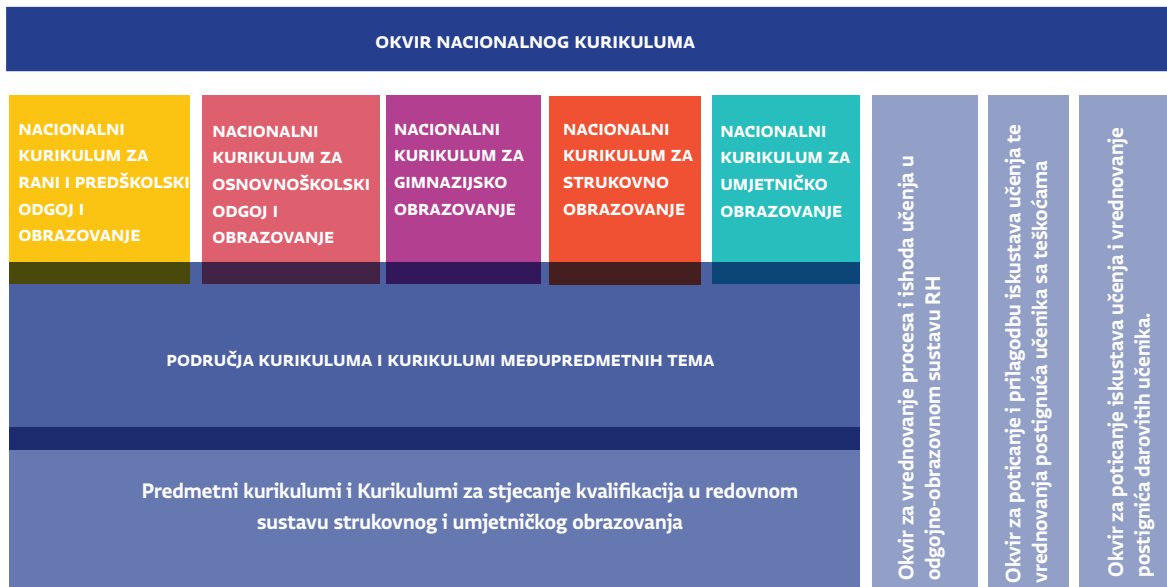 OKVIR NACIONALNOG KURIKULUMA
NACIONALNI
KURIKULUM ZA
RANI I PREDŠKOLSKI
ODGOJ I
OBRAZOVANJE
NACIONALNI
KURIKULUM ZA
OSNOVNOŠKOLSKI
ODGOJ I
OBRAZOVANJE
NACIONALNI
KURIKULUM ZA
GIMNAZIJSKO
OBRAZOVANJE
NACIONALNI
KURIKULUM ZA
STRUKOVNO
OBRAZOVANJE
NACIONALNI
KURIKULUM ZA
UMJETNIČKO
OBRAZOVANJE
PODRUČJA KURIKULUMA I KURIKULUMI MEĐUPREDMETNIH TEMA
Predmetni kurikulumi i Kurikulumi za stjecanje kvalifikacija u redovnom
sustavu strukovnog i umjetničkog obrazovanja
Okvir za vrednovanje procesa i ishoda učenja u
odgojno-obrazovnom sustavu RH
Okvir za poticanje i prilagodbu iskustava učenja te
vrednovanja postignuća učenika sa teškoćama
Okvir za poticanje iskustava učenja i vrednovanje
postignića darovitih učenika.